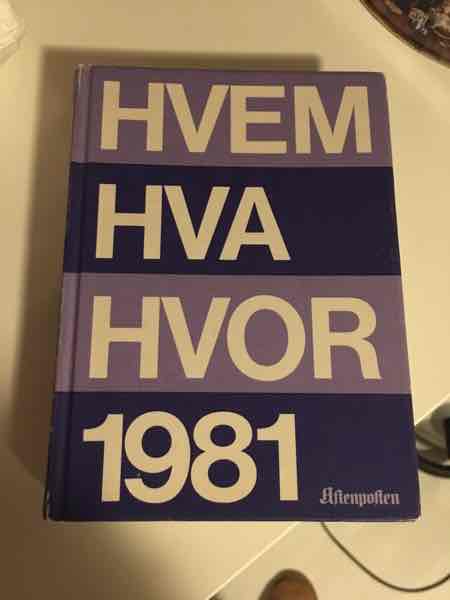 HVEM
HVA
HVOR
1981
Aftenposten